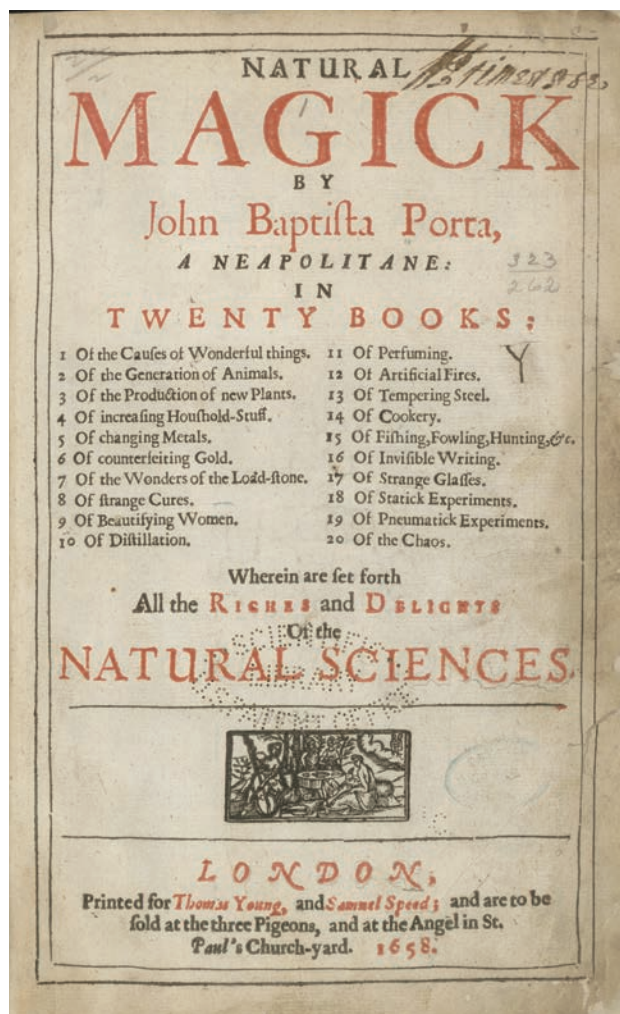 NATURAL
MAGICK
BY
John Baptiſta Porta,
A NEAPOLITANE:
IN
TWENTY BOOKS:
1 Of the Cauſes of Wonderful things.
2 Of the Generation of Animals.
3 Of the Production of new Plants.
4 Of increaſing Houſhold-Stuff.
5 Of changing Metals.
6 Of counterfeiting Gold.
7 Of the Wonders of the Load-ſtone.
8 Of ſtrange Cures.
9 Of Beautifying Women.
10 Of Diſtillation.
11 Of Perfuming.
12 Of Artificial Fires.
13 Of Tempering Steel.
14 Of Cookery.
15 Of Fiſhing, Fowling, Hunting, &c.
16 Of Inviſible Writing.
17 Of Strange Glaſſes.
18 Of Statick Experiments.
19 Of Pneumatick Experiments.
20 Of the Chaos.
323
262
Y
Wherein are ſet forth
All the RICHES and DELIGHTS
Of the
NATURAL SCIENCES.
LONDON,
Printed for Thomas Young, and Samuel Speed; and are to be
ſold at the three Pigeons, and at the Angel in St.
Paul's Church-yard. 1658.